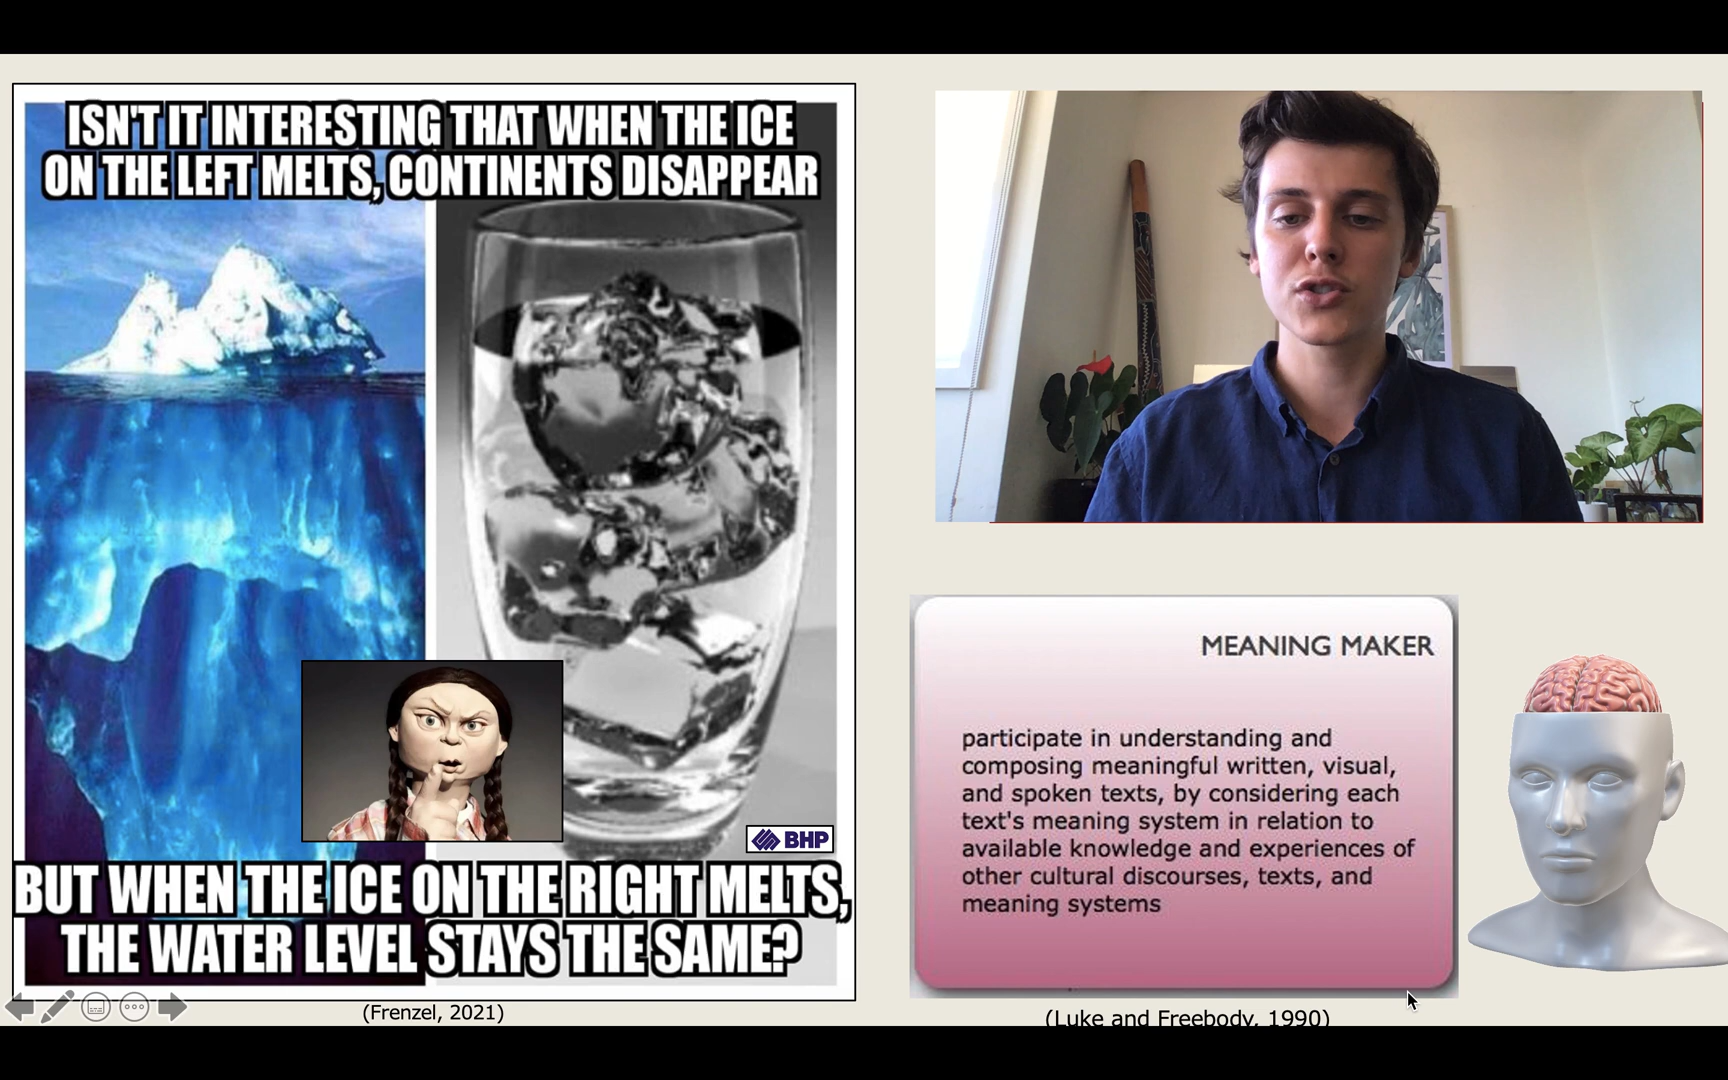 ISN'T IT INTERESTING THAT WHEN THE ICE
ON THE LEFT MELTS, CONTINENTS DISAPPEAR
BHP
BUT WHEN THE ICE ON THE RIGHT MELTS,
THE WATER LEVEL STAYS THE SAME?
(Frenzel, 2021)
MEANING MAKER
participate in understanding and
composing meaningful written, visual,
and spoken texts, by considering each
text's meaning system in relation to
available knowledge and experiences of
other cultural discourses, texts, and
meaning systems
(Luke and Freebody, 1990)